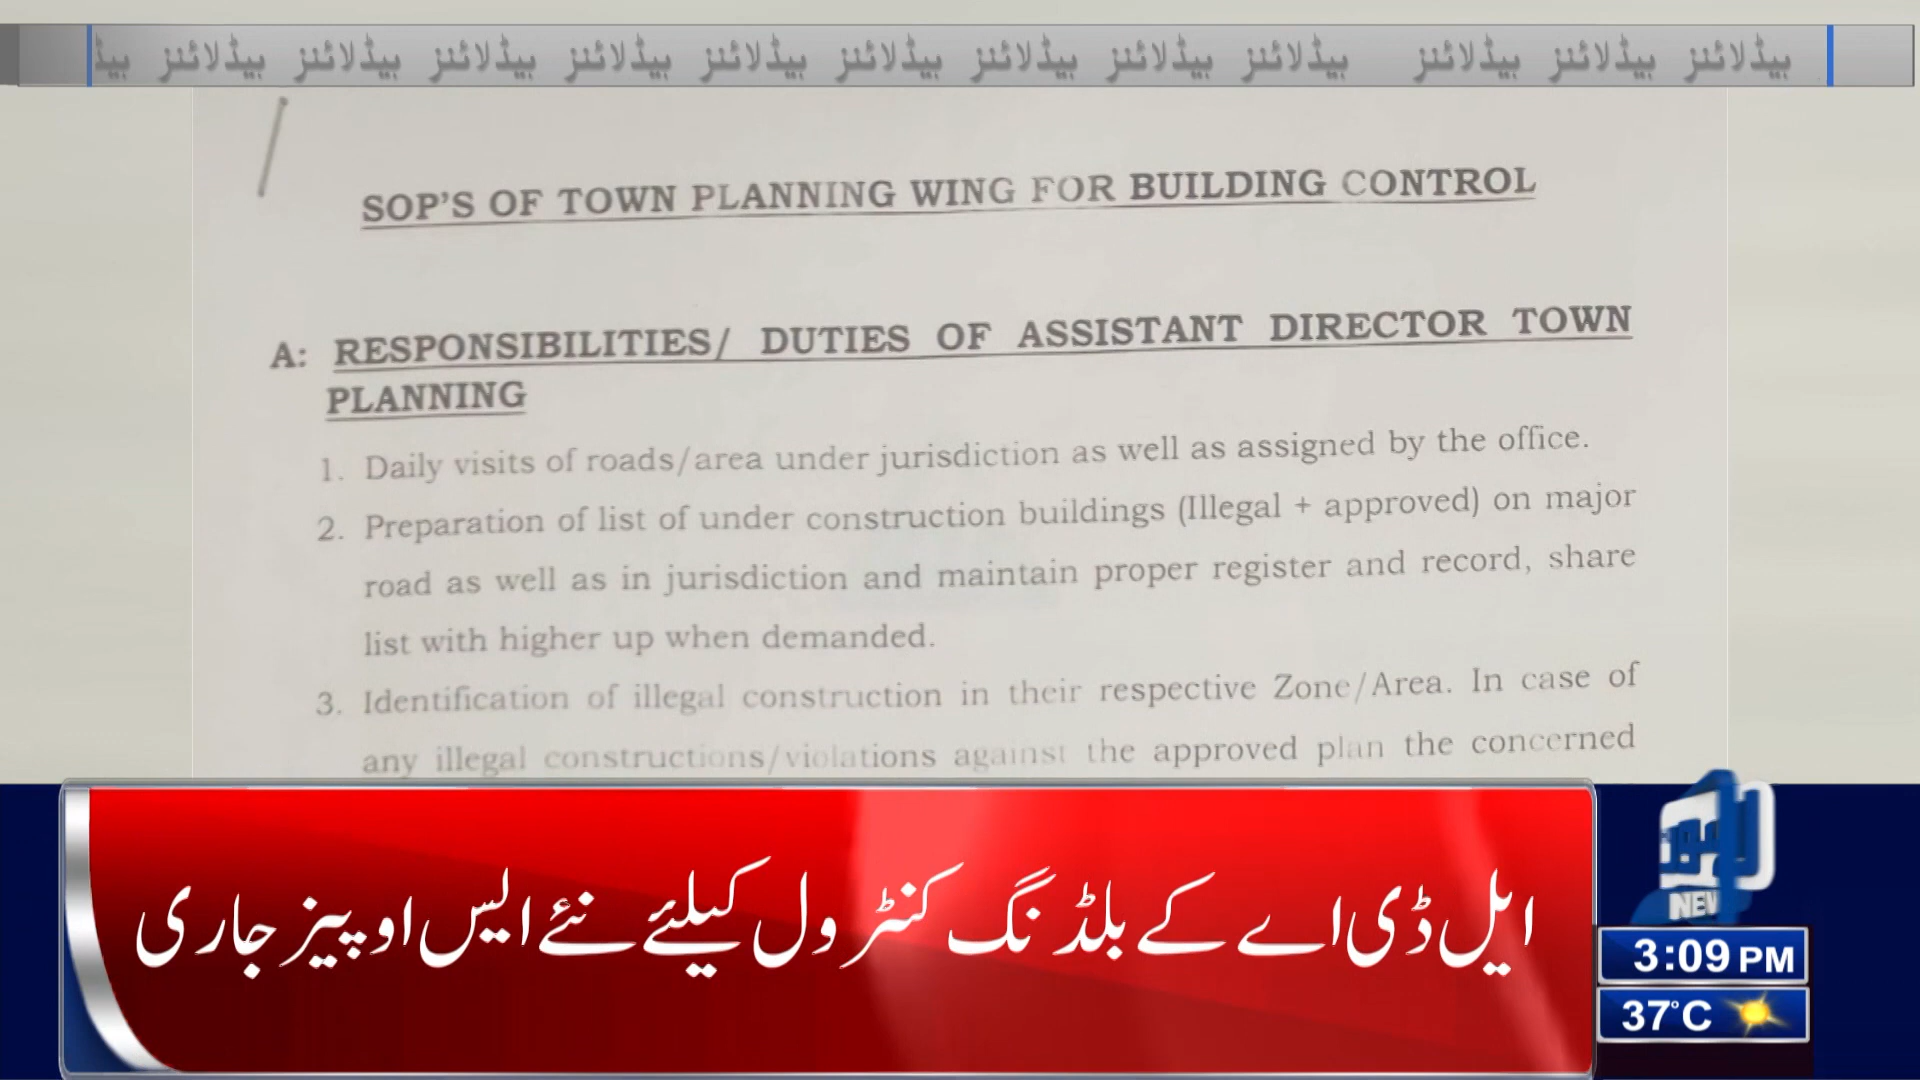 ہیڈلائنز ہیڈلائنز ہیڈلائنز ہیڈلائنز ہیڈلائنز ہیڈلائنز ہیڈلائنز ہیڈلائنز ہیڈلائنز ہیڈلائنز ہیڈلائنز ہیڈلائنز ہیڈ
SOP'S OF TOWN PLANNING WING FOR BUILDING CONTROL
A: RESPONSIBILITIES/ DUTIES OF ASSISTANT DIRECTOR TOWN
PLANNING
1. Daily visits of roads/area under jurisdiction as well as assigned by the office.
2. Preparation of list of under construction buildings (Illegal + approved) on major
road as well as in jurisdiction and maintain proper register and record, share
list with higher up when demanded.
3. Identification of illegal construction in their respective Zone/Area. In case of
any illegal constructions/violations against the approved plan the concerned
ایل ڈی اے کے بلڈنگ کنٹرول کیلئے نئے ایس اوپیز جاری
NEW
3:09 PM
37°C